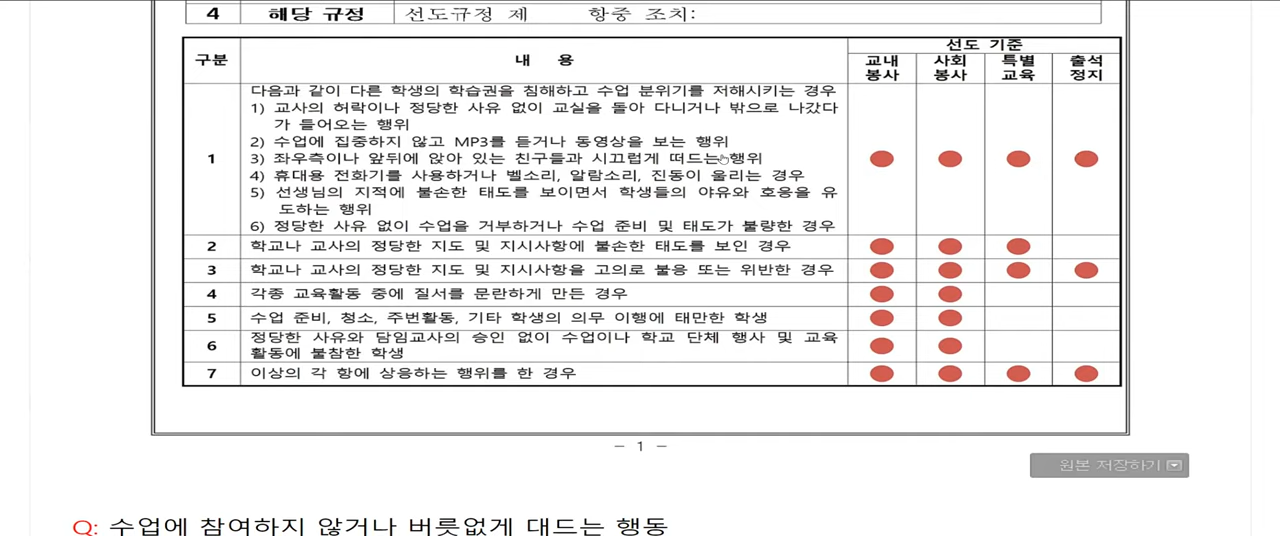 4 해당 규정 선도규정 제 항중 조치:
구분 내 용 선도 기준
교내 봉사 사회 봉사 특별 교육 출석 정지
다음과 같이 다른 학생의 학습권을 침해하고 수업 분위기를 저해시키는 경우
1) 교사의 허락이나 정당한 사유 없이 교실을 돌아 다니거나 밖으로 나갔다
가 들어오는 행위
2) 수업에 집중하지 않고 MP3를 듣거나 동영상을 보는 행위
1 3) 좌우측이나 앞뒤에 앉아 있는 친구들과 시끄럽게 떠드는 행위
4) 휴대용 전화기를 사용하거나 벨소리, 알람소리, 진동이 울리는 경우
5) 선생님의 지적에 불손한 태도를 보이면서 학생들의 야유와 호응을 유
도하는 행위
6) 정당한 사유 없이 수업을 거부하거나 수업 준비 및 태도가 불량한 경우
2 학교나 교사의 정당한 지도 및 지시사항에 불손한 태도를 보인 경우
3 학교나 교사의 정당한 지도 및 지시사항을 고의로 불응 또는 위반한 경우
4 각종 교육활동 중에 질서를 문란하게 만든 경우
5 수업 준비, 청소, 주번활동, 기타 학생의 의무 이행에 태만한 학생
6 정당한 사유와 담임교사의 승인 없이 수업이나 학교 단체 행사 및 교육
활동에 불참한 학생
7 이상의 각 항에 상응하는 행위를 한 경우
- 1 -
원본 저장하기
Q: 수업에 참여하지 않거나 버릇없게 대드는 행동